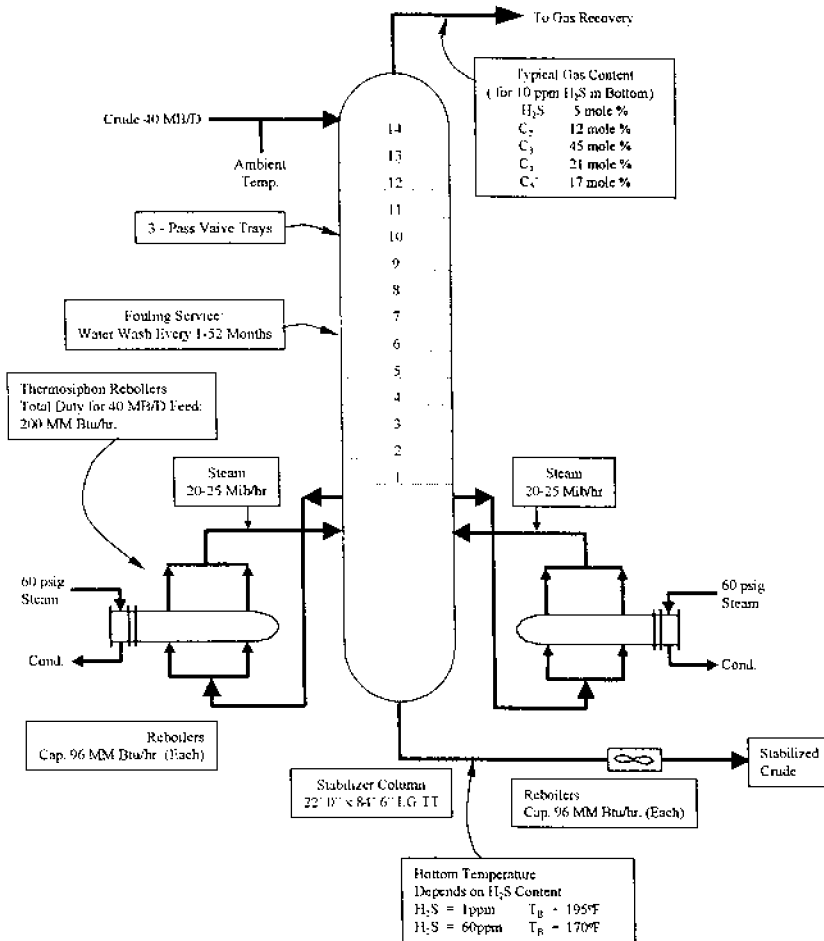 To Gas Recovery
Typical Gas Content
( for 10 ppm H₂S in Bottom)
H₂S 5 mole %
C₂ 12 mole %
C₃ 45 mole %
C₄ 21 mole %
C₅⁺ 17 mole %
Crude 40 MB/D
Ambient
Temp.
14
13
12
11
10
9
8
7
6
5
4
3
2
1
3 - Pass Valve Trays
Fouling Service:
Water Wash Every 1-52 Months
Thermosiphon Reboilers
Total Duty for 40 MB/D Feed:
200 MM Btu/hr.
Steam
20-25 Mlb/hr
Steam
20-25 Mlb/hr
60 psig
Steam
Cond.
60 psig
Steam
Cond.
Reboilers
Cap. 96 MM Btu/hr. (Each)
Stabilizer Column
22' 0" x 84' 6" LG TT
Reboilers
Cap. 96 MM Btu/hr. (Each)
Stabilized
Crude
Bottom Temperature
Depends on H₂S Content
H₂S = 1ppm T_B - 195ºF
H₂S = 60ppm T_B - 170ºF